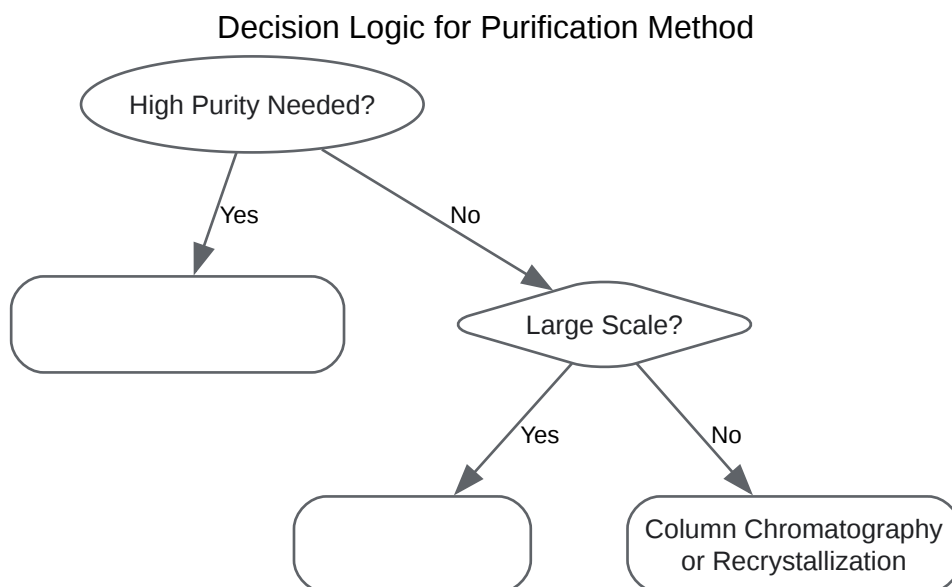 Decision Logic for Purification Method
High Purity Needed?
Yes
No
Large Scale?
Yes
No
Column Chromatography
or Recrystallization